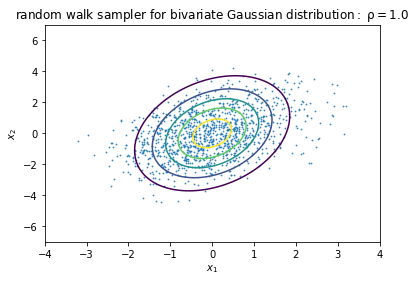 random walk sampler for bivariate Gaussian distribution : ρ = 1.0
6
4
2
0
−2
−4
−6
x₂
−4 −3 −2 −1 0 1 2 3 4
x₁